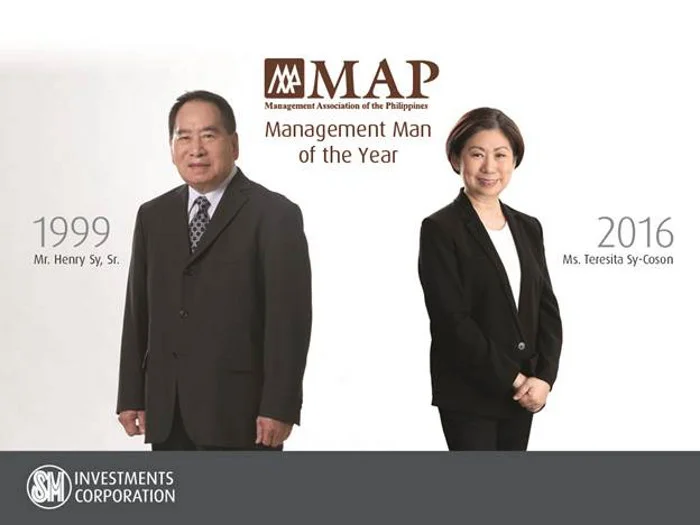 MAP
Management Association of the Philippines
Management Man
of the Year
1999
Mr. Henry Sy, Sr.
2016
Ms. Teresita Sy-Coson
SM INVESTMENTS
CORPORATION